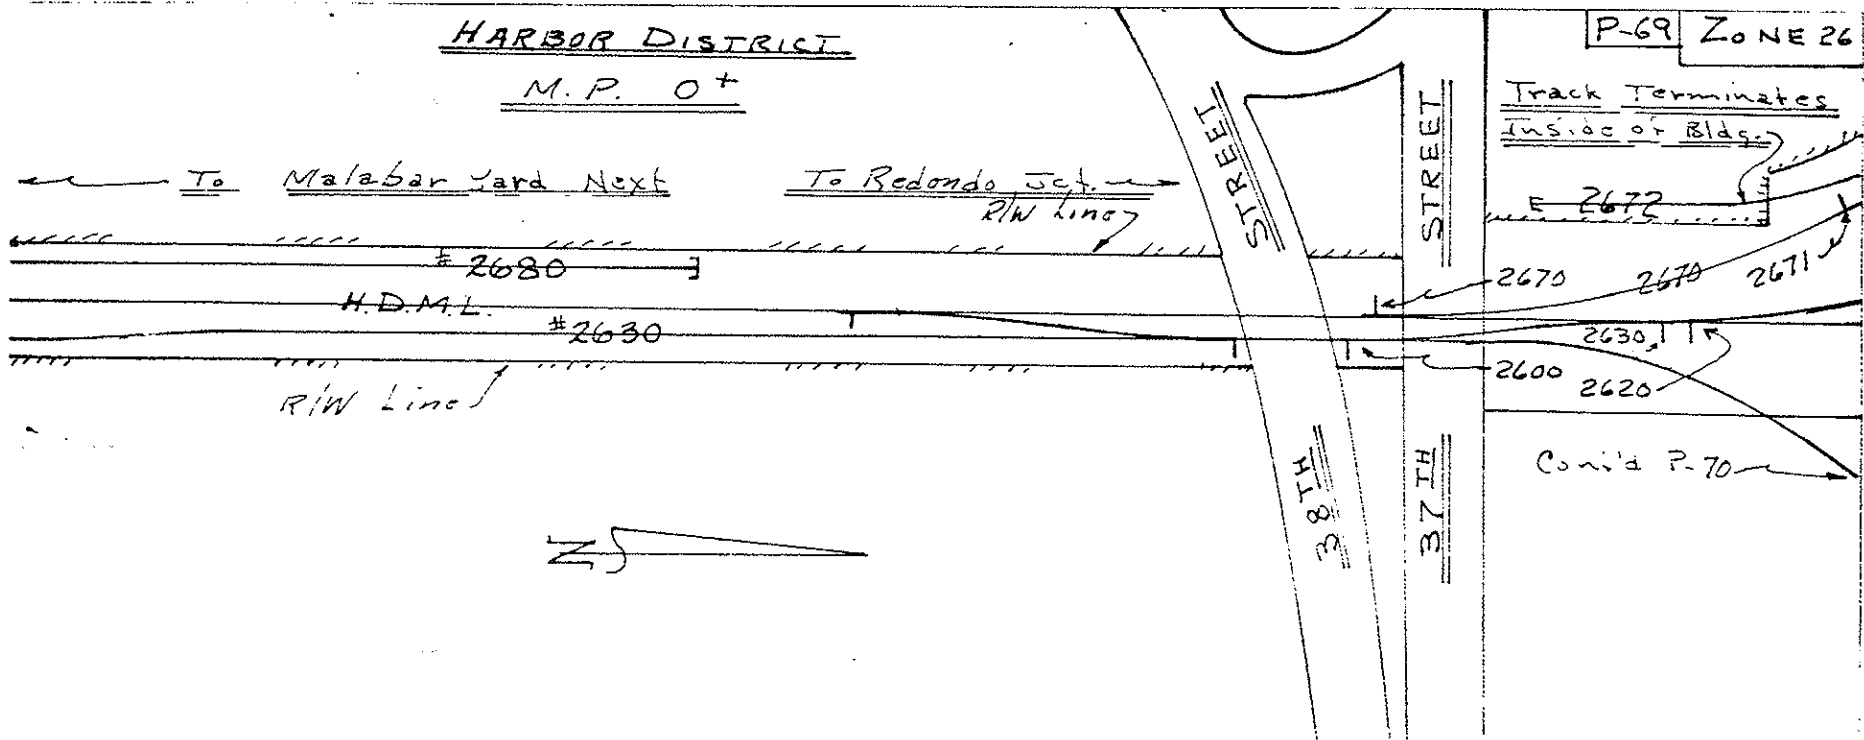 HARBOR DISTRICT
M.P. 0+
P-69 ZONE 26
Track Terminates
Inside of Bldg.
To Malabar Yard Next
To Redondo Jct.
R/W Line
STREET
STREET
E 2672
# 2680
2670
2670
2671
H.D.M.L.
#2630
2630
2600
2620
R/W Line
38TH
37TH
Cont'd P-70
N